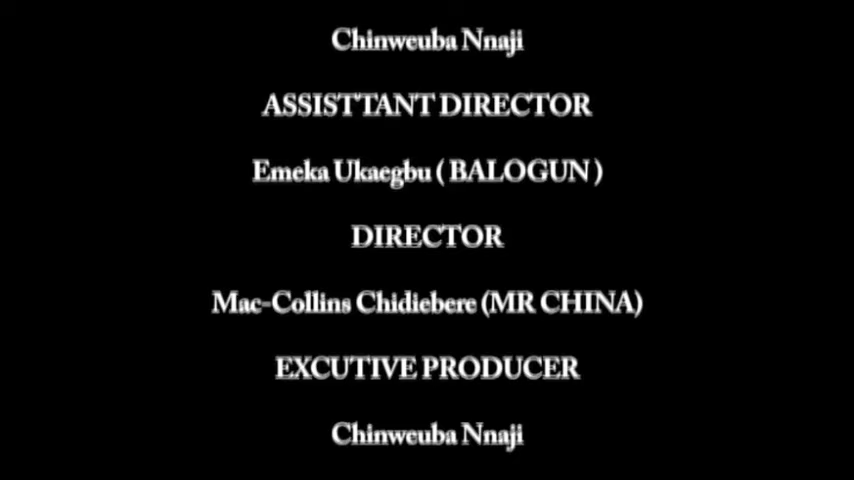 Chinweuba Nnaji
ASSISTTANT DIRECTOR
Emeka Ukaegbu ( BALOGUN )
DIRECTOR
Mac-Collins Chidiebere (MR CHINA)
EXCUTIVE PRODUCER
Chinweuba Nnaji